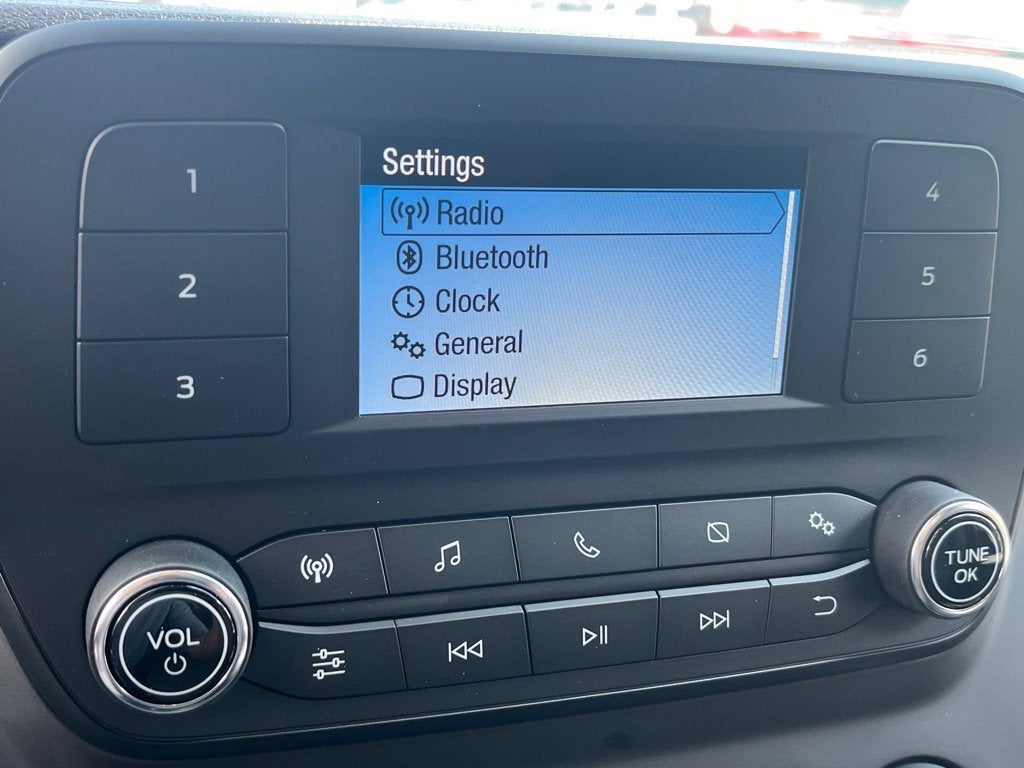 Settings
Radio
Bluetooth
Clock
General
Display
1
2
3
4
5
6
VOL
TUNE
OK